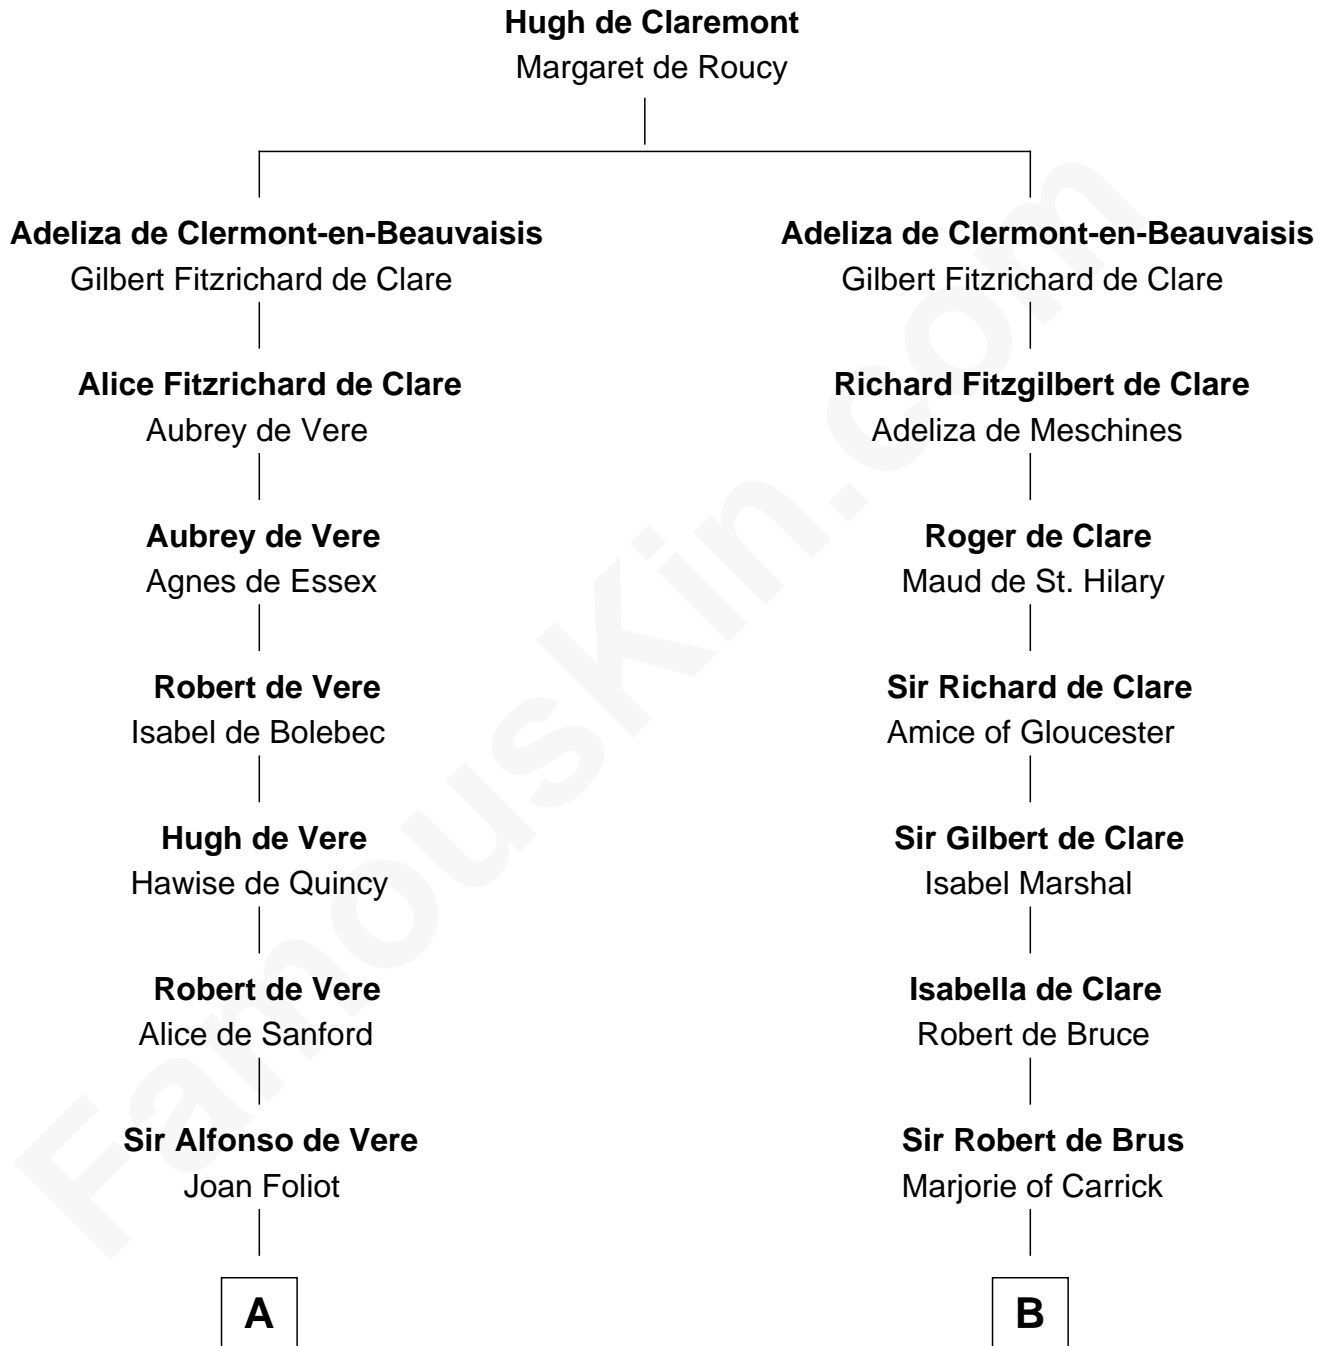 Hugh de Claremont
Margaret de Roucy
Adeliza de Clermont-en-Beauvaisis
Gilbert Fitzrichard de Clare
Alice Fitzrichard de Clare
Aubrey de Vere
Aubrey de Vere
Agnes de Essex
Robert de Vere
Isabel de Bolebec
Hugh de Vere
Hawise de Quincy
Robert de Vere
Alice de Sanford
Sir Alfonso de Vere
Joan Foliot
A
Adeliza de Clermont-en-Beauvaisis
Gilbert Fitzrichard de Clare
Richard Fitzgilbert de Clare
Adeliza de Meschines
Roger de Clare
Maud de St. Hilary
Sir Richard de Clare
Amice of Gloucester
Sir Gilbert de Clare
Isabel Marshal
Isabella de Clare
Robert de Bruce
Sir Robert de Brus
Marjorie of Carrick
B
FamousKin.com